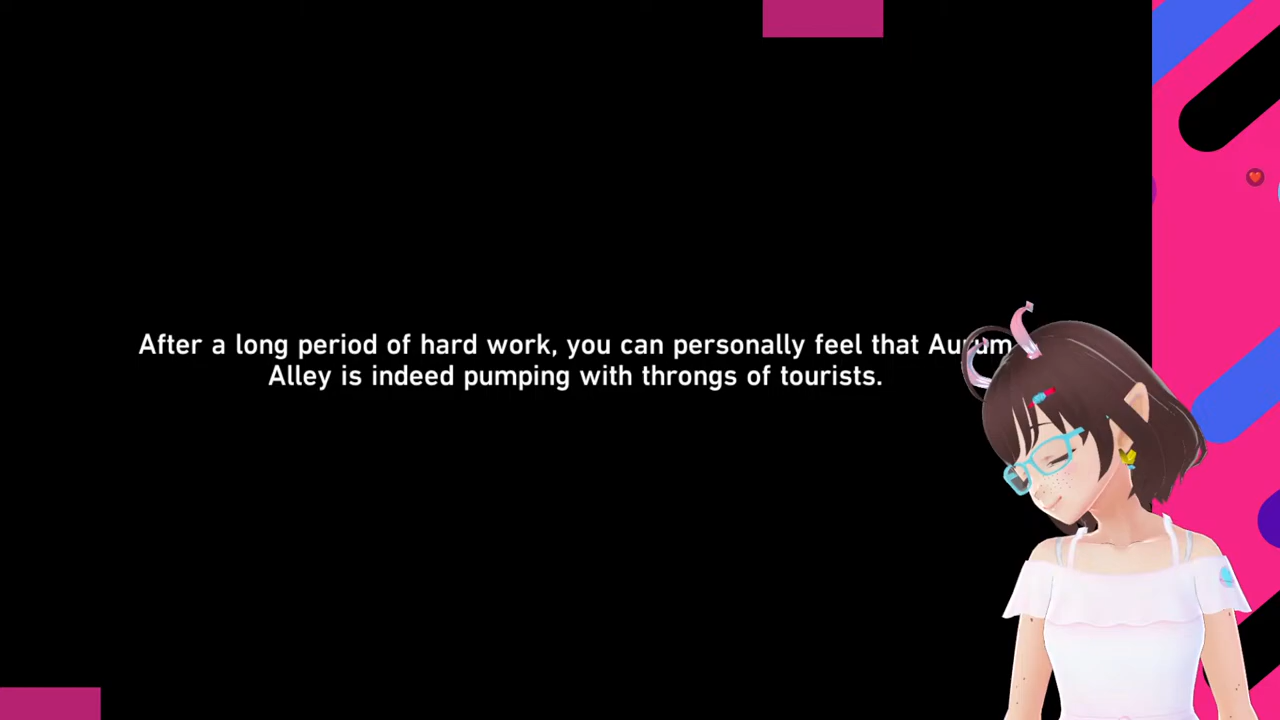 After a long period of hard work, you can personally feel that Aurum
Alley is indeed pumping with throngs of tourists.